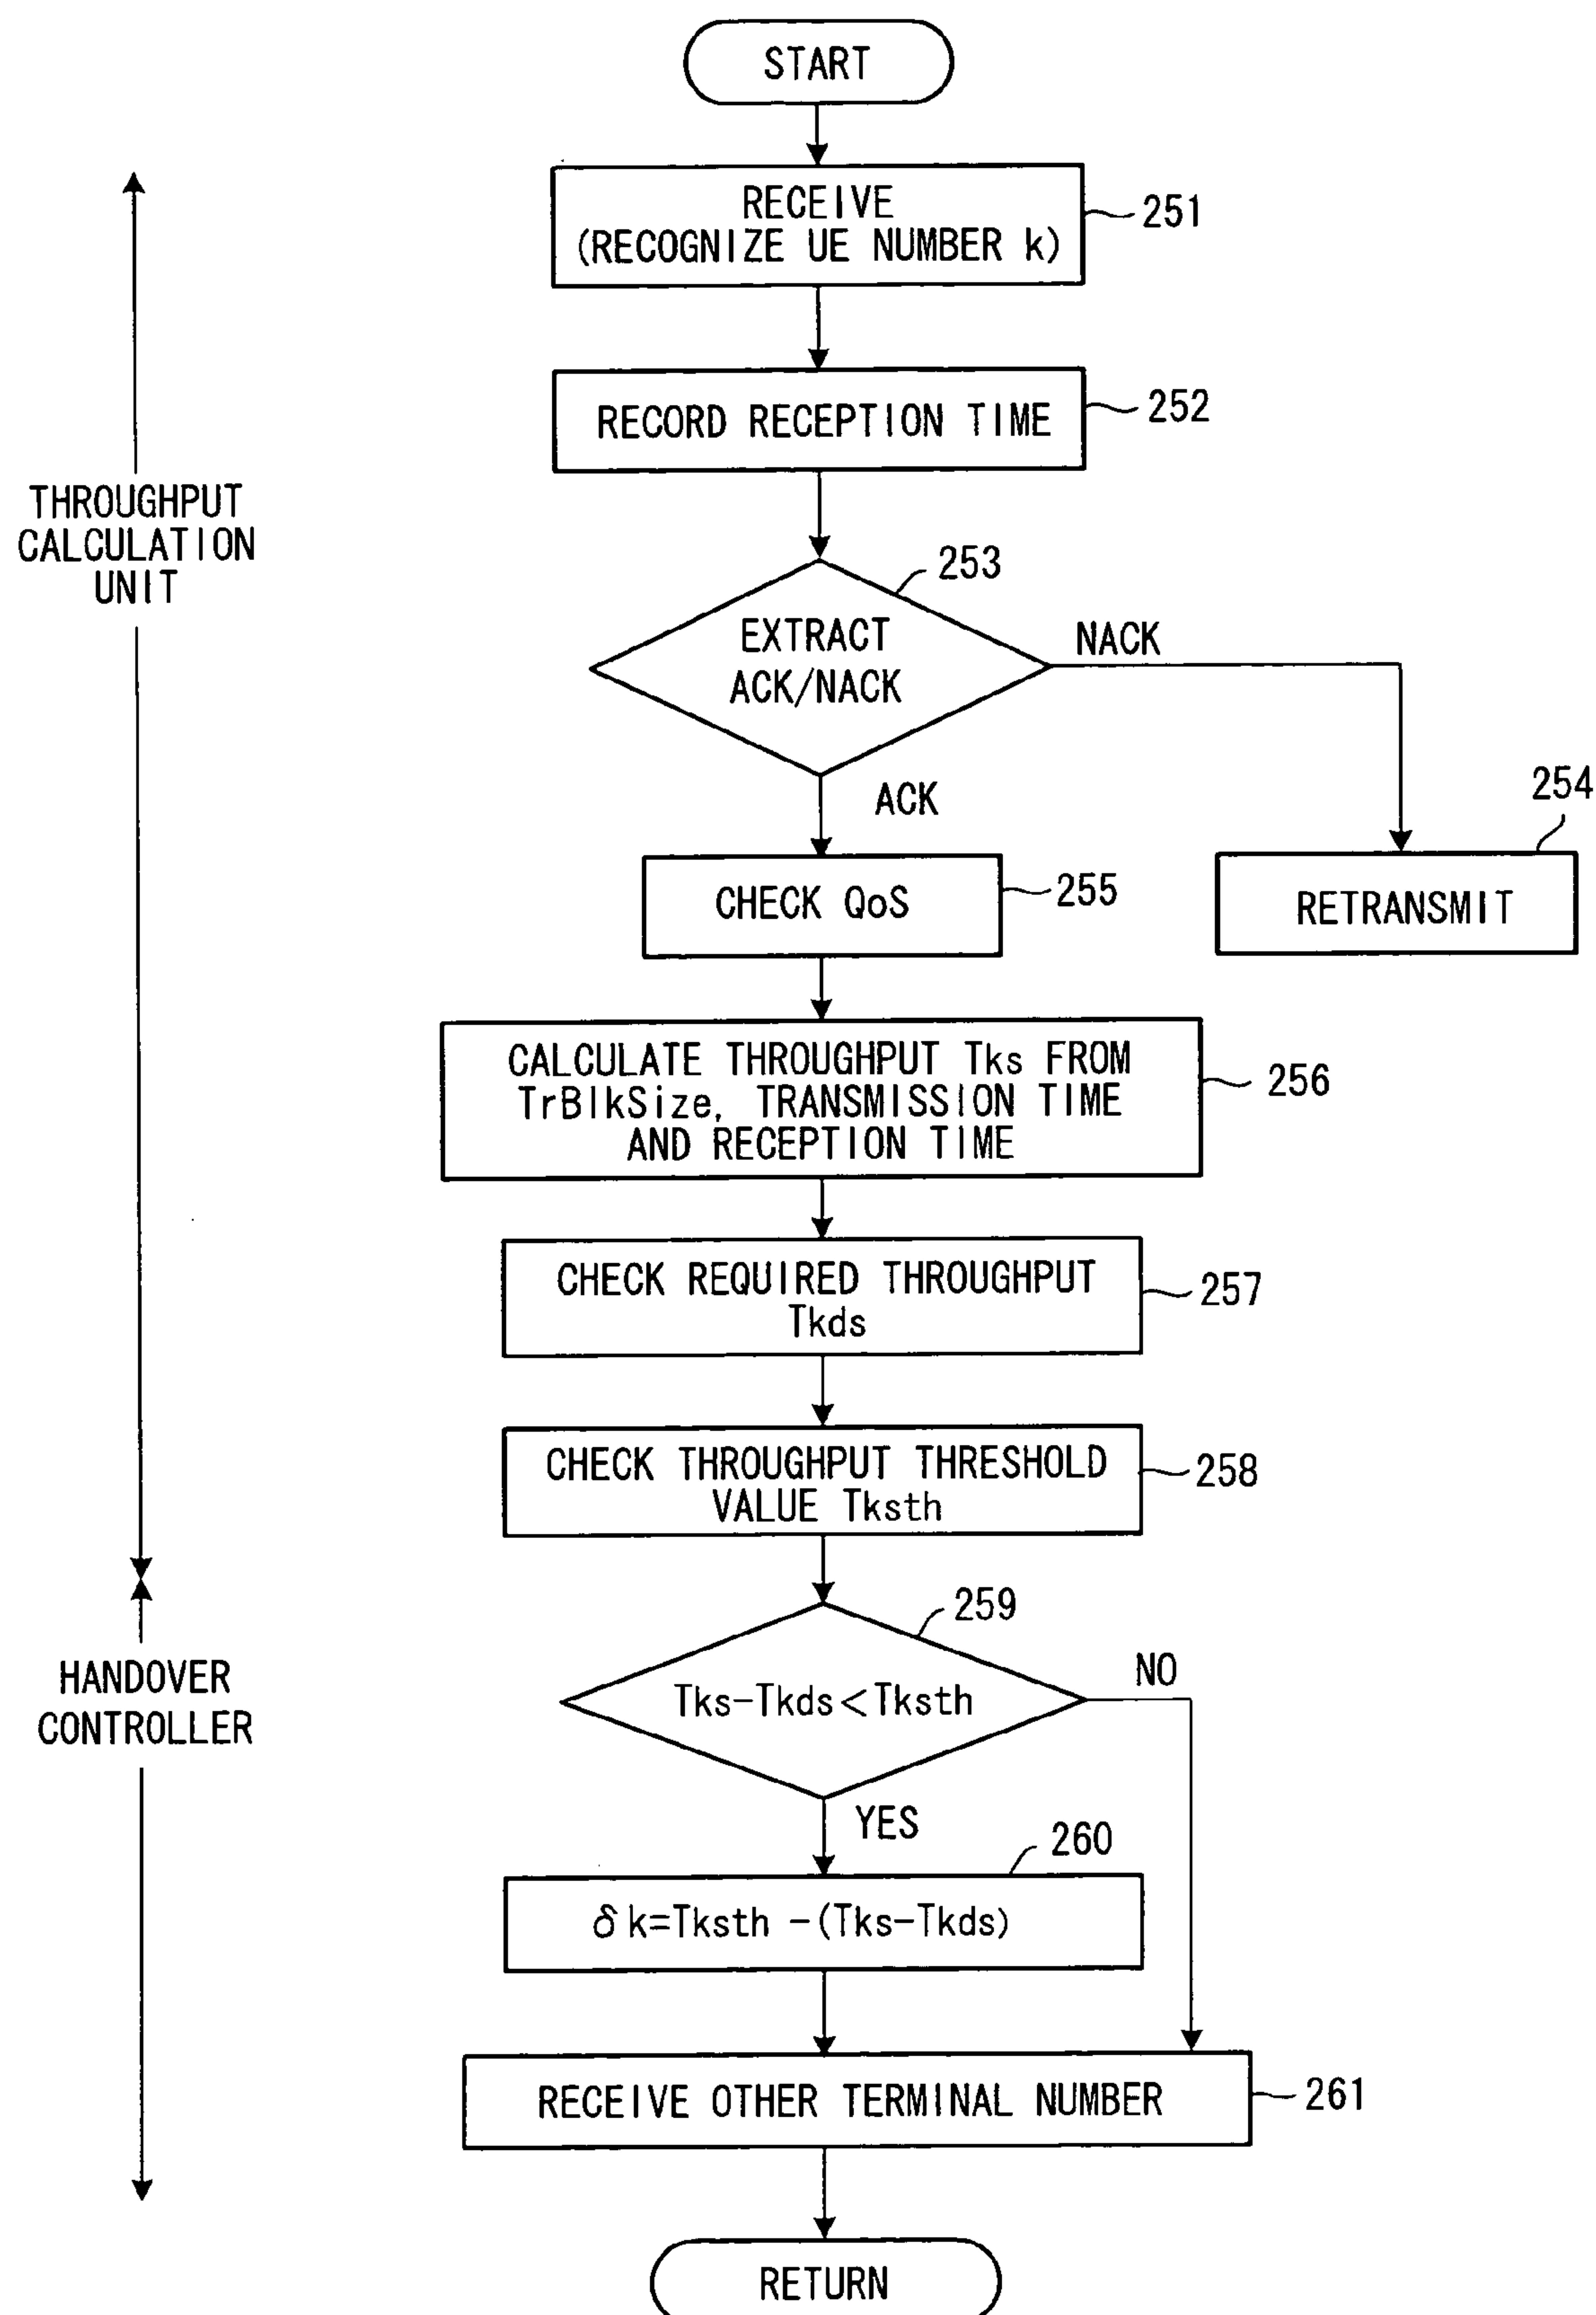 START
RECEIVE
(RECOGNIZE UE NUMBER k)
251
RECORD RECEPTION TIME
252
THROUGHPUT
CALCULATION
UNIT
253
EXTRACT
ACK/NACK
NACK
ACK
254
RETRANSMIT
CHECK QoS
255
CALCULATE THROUGHPUT Tks FROM
TrBlkSize, TRANSMISSION TIME
AND RECEPTION TIME
256
CHECK REQUIRED THROUGHPUT
Tkds
257
CHECK THROUGHPUT THRESHOLD
VALUE Tksth
258
259
HANDOVER
CONTROLLER
Tks-Tkds<Tksth
NO
YES
260
δk=Tksth -(Tks-Tkds)
RECEIVE OTHER TERMINAL NUMBER
261
RETURN